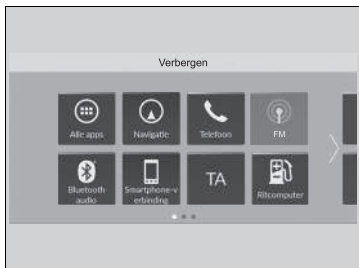 Verbergen
Alle apps
Navigatie
Telefoon
FM
Bluetooth-
audio
Smartphone-v
erbinding
TA
Ritcomputer